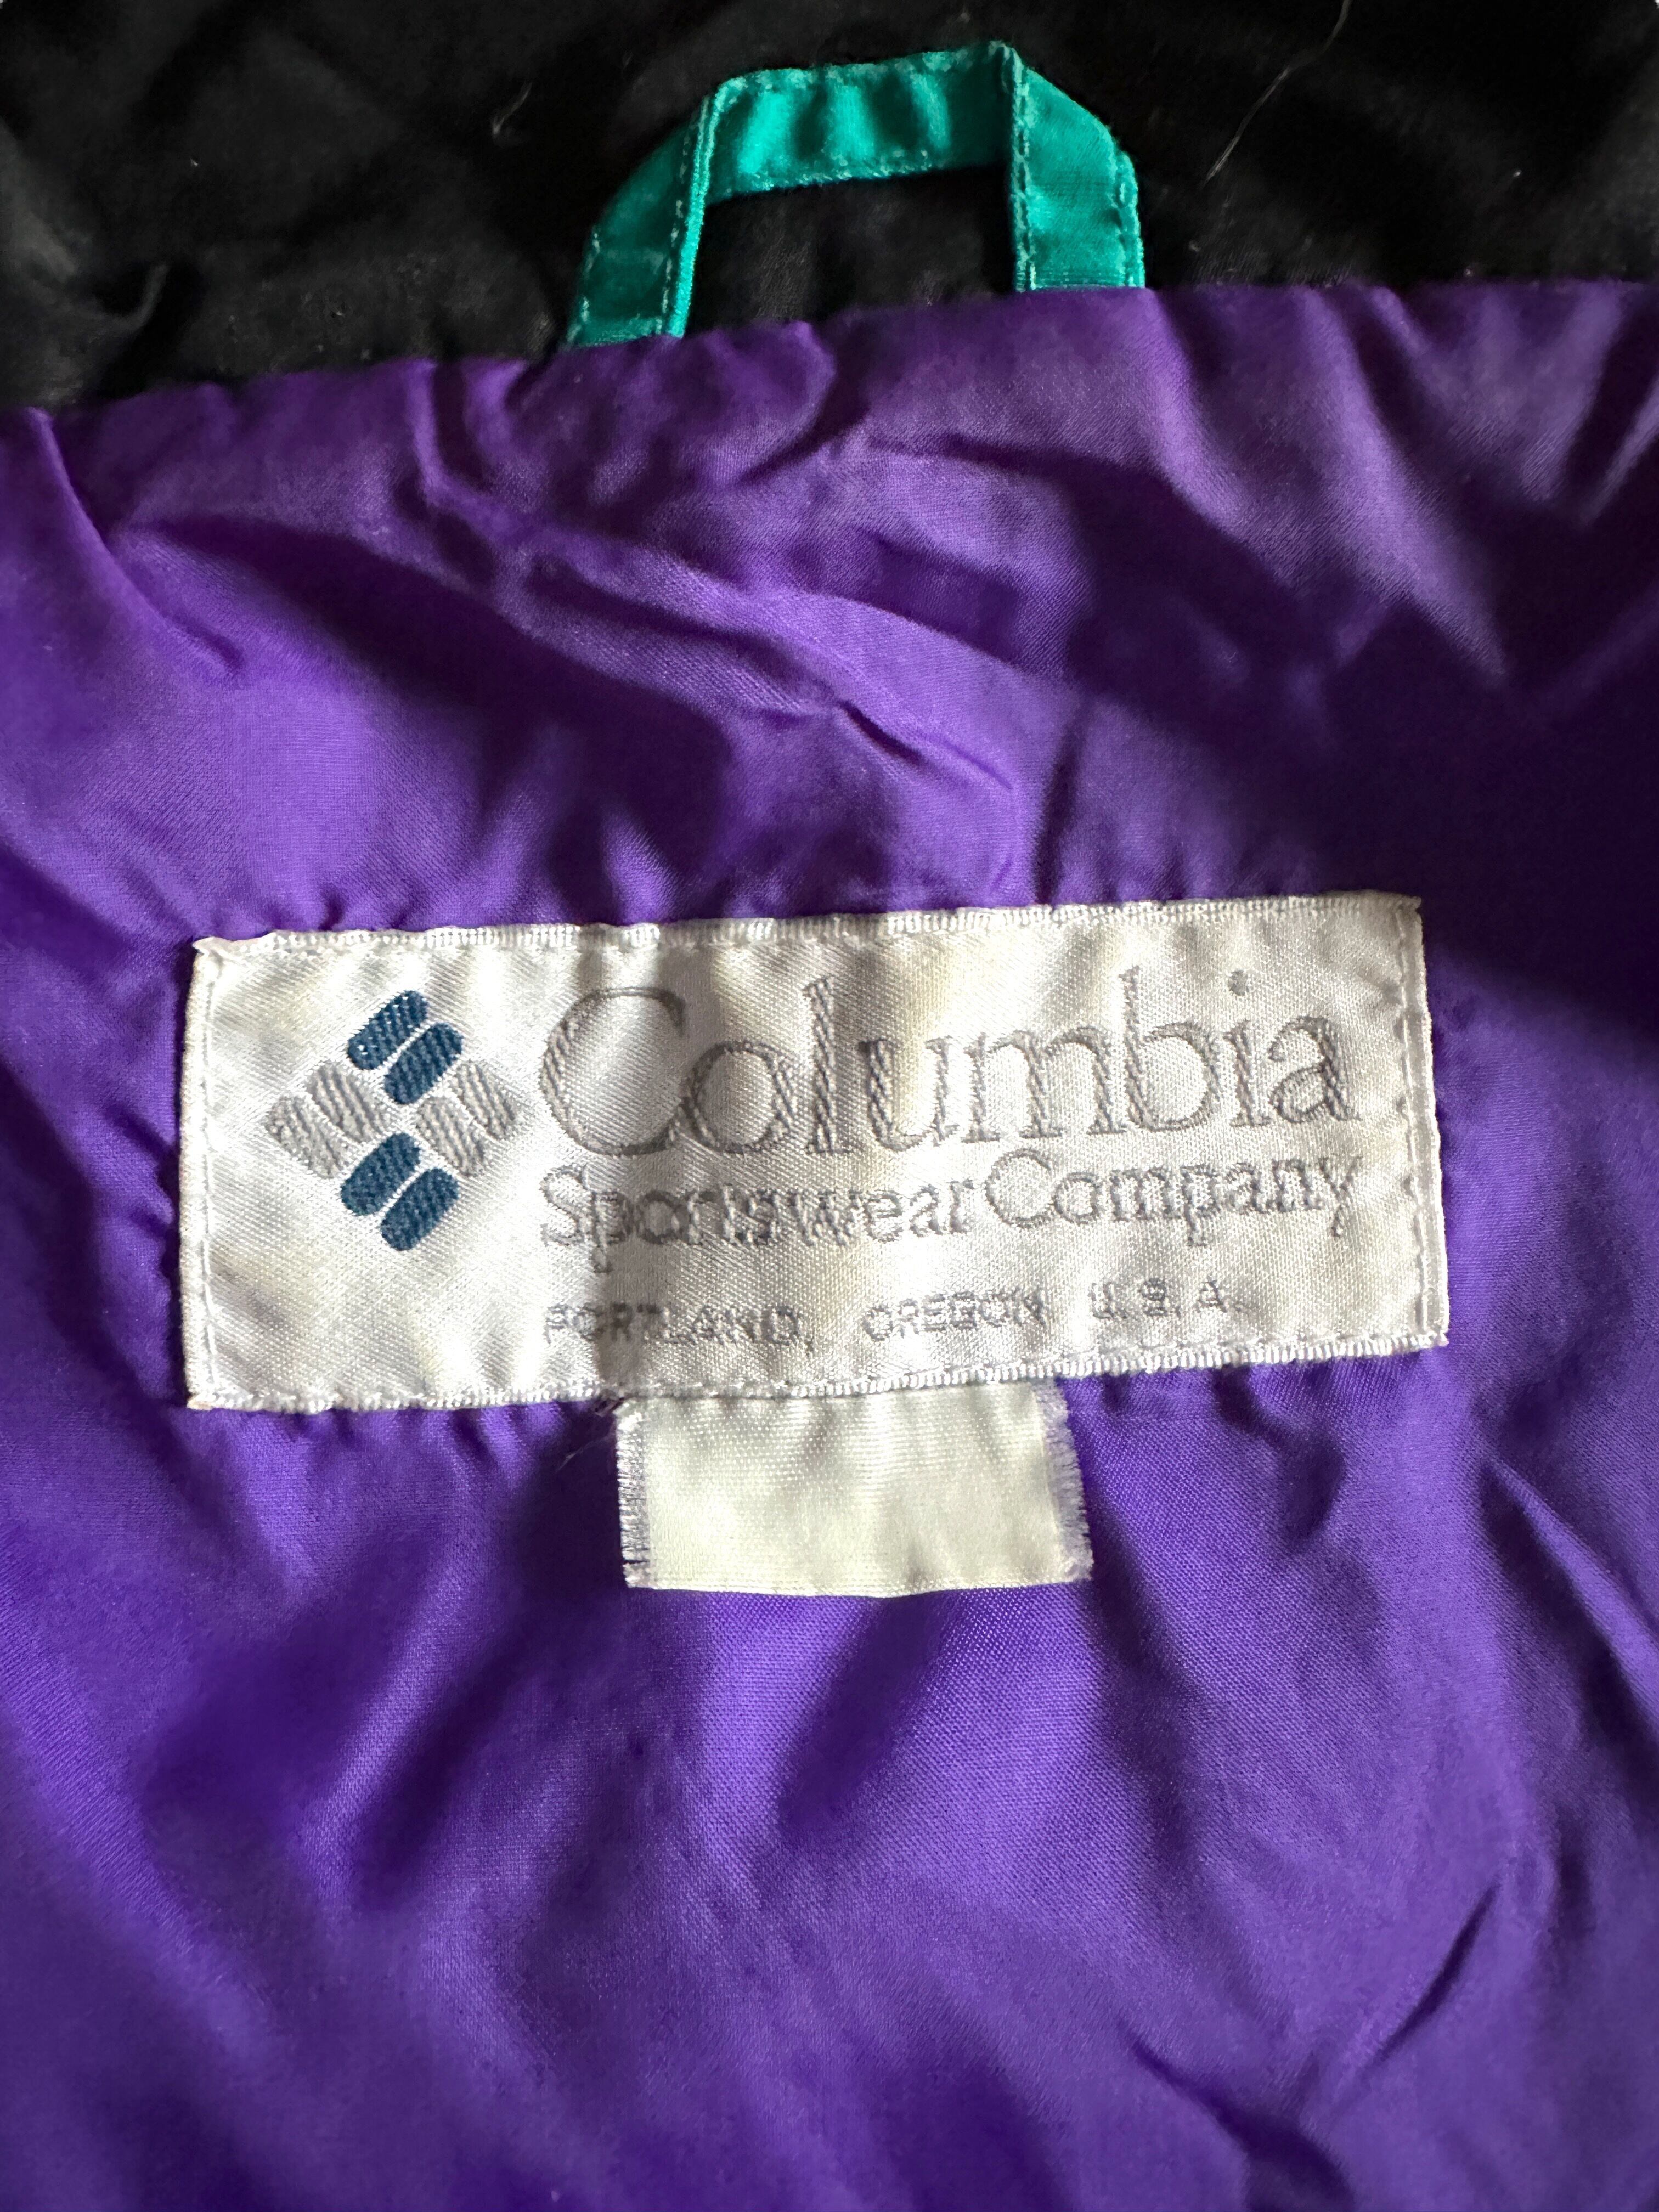 Columbia
Sportswear Company
PORTLAND, OREGON U.S.A.